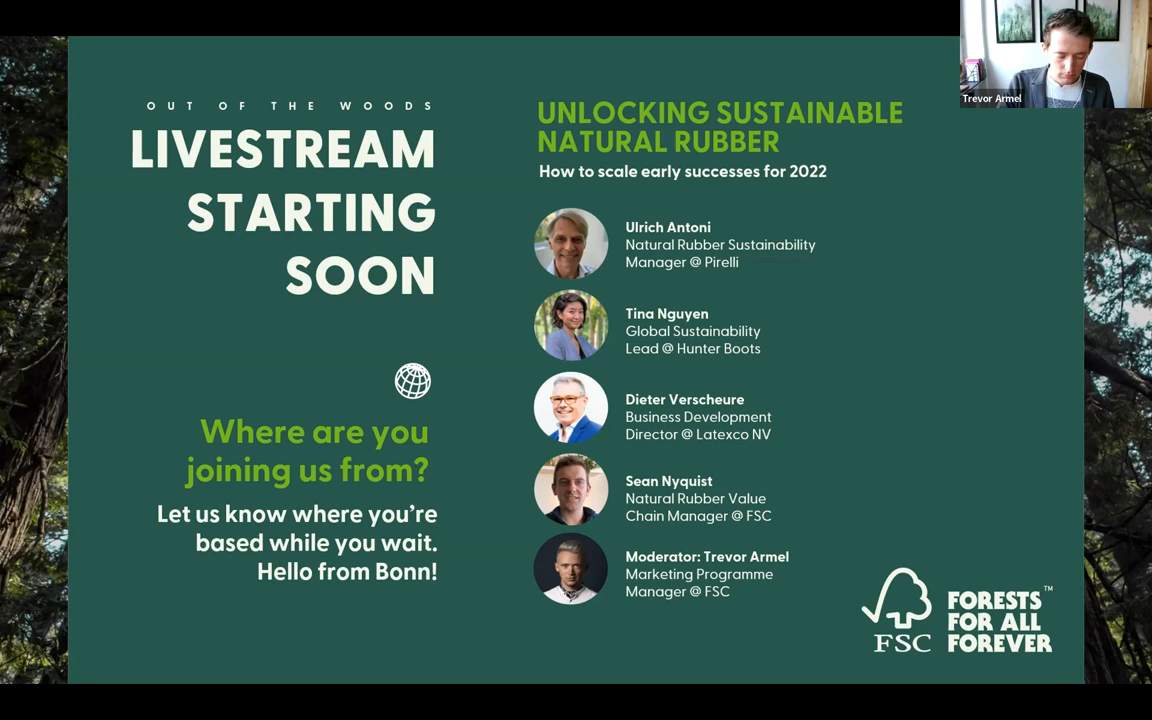 OUT OF THE WOODS
LIVESTREAM
STARTING
SOON
Where are you
joining us from?
Let us know where you’re
based while you wait.
Hello from Bonn!
UNLOCKING SUSTAINABLE
NATURAL RUBBER
How to scale early successes for 2022
Ulrich Antoni
Natural Rubber Sustainability
Manager @ Pirelli
Tina Nguyen
Global Sustainability
Lead @ Hunter Boots
Dieter Verscheure
Business Development
Director @ Latexco NV
Sean Nyquist
Natural Rubber Value
Chain Manager @ FSC
Moderator: Trevor Armel
Marketing Programme
Manager @ FSC
Trevor Armel
FSC
FORESTS™
FOR ALL
FOREVER